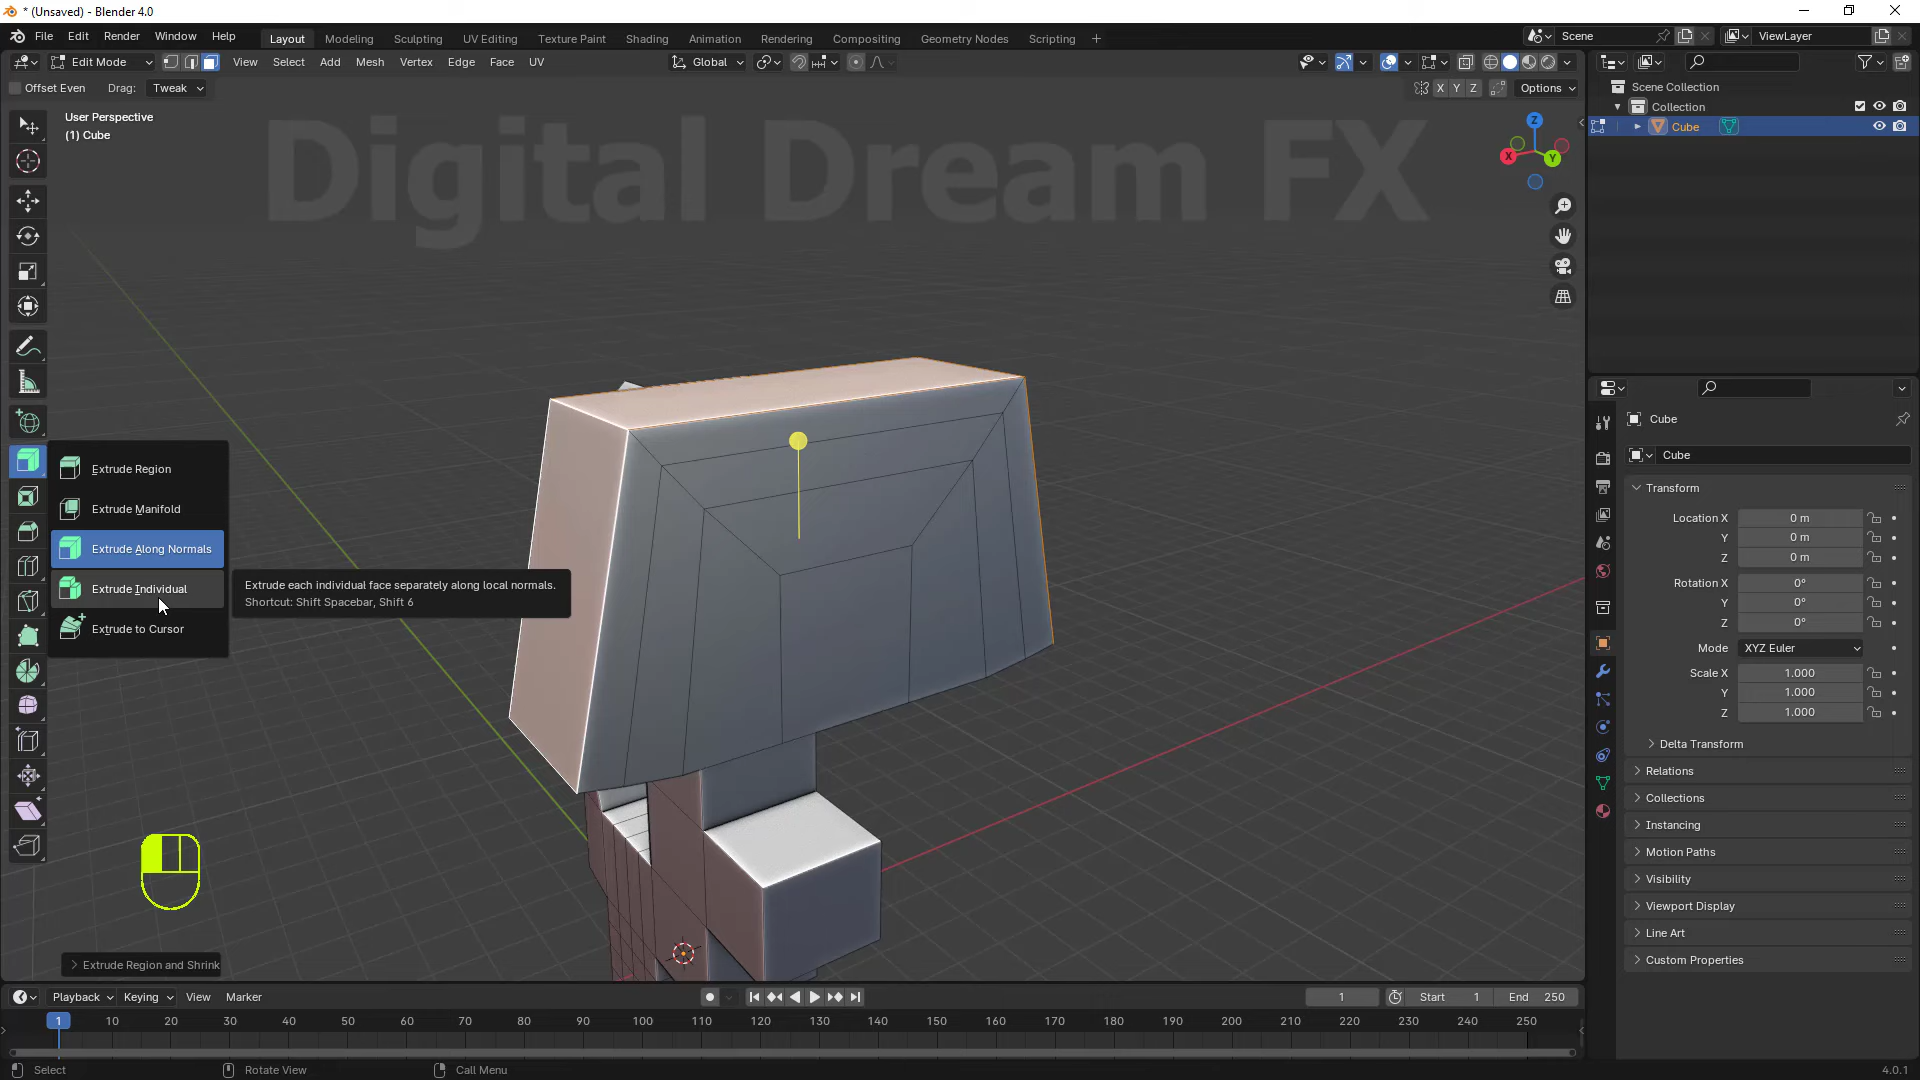 * (Unsaved) - Blender 4.0
File Edit Render Window Help
Layout Modeling Sculpting UV Editing Texture Paint Shading Animation Rendering Compositing Geometry Nodes Scripting +
Scene
ViewLayer
Edit Mode
View Select Add Mesh Vertex Edge Face UV
Global
Offset Even Drag: Tweak
X Y Z
Options
User Perspective
(1) Cube
Digital Dream FX
Z
X
Y
Extrude Region
Extrude Manifold
Extrude Along Normals
Extrude Individual
Extrude to Cursor
Extrude each individual face separately along local normals.
Shortcut: Shift Spacebar, Shift 6
Extrude Region and Shrink
Scene Collection
Collection
Cube
Cube
Cube
Transform
Location X 0 m
Y 0 m
Z 0 m
Rotation X 0°
Y 0°
Z 0°
Mode XYZ Euler
Scale X 1.000
Y 1.000
Z 1.000
Delta Transform
Relations
Collections
Instancing
Motion Paths
Visibility
Viewport Display
Line Art
Custom Properties
Playback Keying View Marker
1
Start 1
End 250
1 10 20 30 40 50 60 70 80 90 100 110 120 130 140 150 160 170 180 190 200 210 220 230 240 250
Select
Rotate View
Call Menu
4.0.1